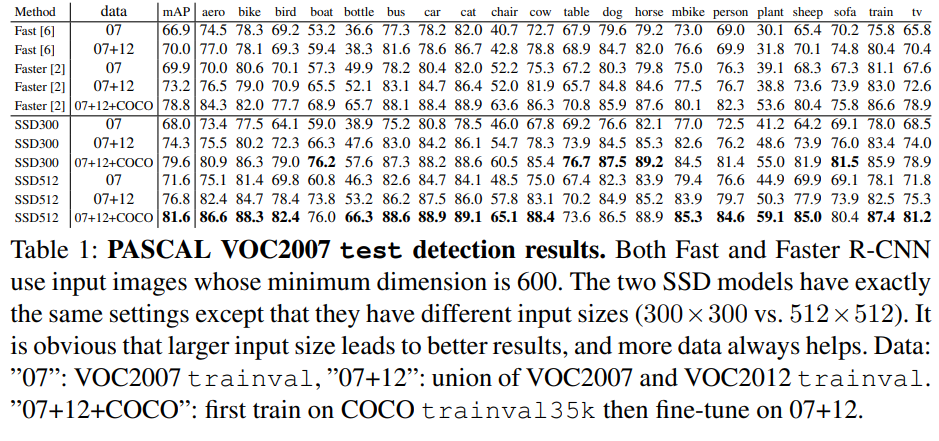 Method data mAP aero bike bird boat bottle bus car cat chair cow table dog horse mbike person plant sheep sofa train tv
Fast [6] 07 66.9 74.5 78.3 69.2 53.2 36.6 77.3 78.2 82.0 40.7 72.7 67.9 79.6 79.2 73.0 69.0 30.1 65.4 70.2 75.8 65.8
Fast [6] 07+12 70.0 77.0 78.1 69.3 59.4 38.3 81.6 78.6 86.7 42.8 78.8 68.9 84.7 82.0 76.6 69.9 31.8 70.1 74.8 80.4 70.4
Faster [2] 07 69.9 70.0 80.6 70.1 57.3 49.9 78.2 80.4 82.0 52.2 75.3 67.2 80.3 79.8 75.0 76.3 39.1 68.3 67.3 81.1 67.6
Faster [2] 07+12 73.2 76.5 79.0 70.9 65.5 52.1 83.1 84.7 86.4 52.0 81.9 65.7 84.8 84.6 77.5 76.7 38.8 73.6 73.9 83.0 72.6
Faster [2] 07+12+COCO 78.8 84.3 82.0 77.7 68.9 65.7 88.1 88.4 88.9 63.6 86.3 70.8 85.9 87.6 80.1 82.3 53.6 80.4 75.8 86.6 78.9
SSD300 07 68.0 73.4 77.5 64.1 59.0 38.9 75.2 80.8 78.5 46.0 67.8 69.2 76.6 82.1 77.0 72.5 41.2 64.2 69.1 78.0 68.5
SSD300 07+12 74.3 75.5 80.2 72.3 66.3 47.6 83.0 84.2 86.1 54.7 78.3 73.9 84.5 85.3 82.6 76.2 48.6 73.9 76.0 83.4 74.0
SSD300 07+12+COCO 79.6 80.9 86.3 79.0 76.2 57.6 87.3 88.2 88.6 60.5 85.4 76.7 87.5 89.2 84.5 81.4 55.0 81.9 81.5 85.9 78.9
SSD512 07 71.6 75.1 81.4 69.8 60.8 46.3 82.6 84.7 84.1 48.5 75.0 67.4 82.3 83.9 79.4 76.6 44.9 69.9 69.1 78.1 71.8
SSD512 07+12 76.8 82.4 84.7 78.4 73.8 53.2 86.2 87.5 86.0 57.8 83.1 70.2 84.9 85.2 83.9 79.7 50.3 77.9 73.9 82.5 75.3
SSD512 07+12+COCO 81.6 86.6 88.3 82.4 76.0 66.3 88.6 88.9 89.1 65.1 88.4 73.6 86.5 88.9 85.3 84.6 59.1 85.0 80.4 87.4 81.2
Table 1: PASCAL VOC2007 test detection results. Both Fast and Faster R-CNN
use input images whose minimum dimension is 600. The two SSD models have exactly
the same settings except that they have different input sizes (300×300 vs. 512×512). It
is obvious that larger input size leads to better results, and more data always helps. Data:
”07”: VOC2007 trainval, ”07+12”: union of VOC2007 and VOC2012 trainval.
”07+12+COCO”: first train on COCO trainval35k then fine-tune on 07+12.